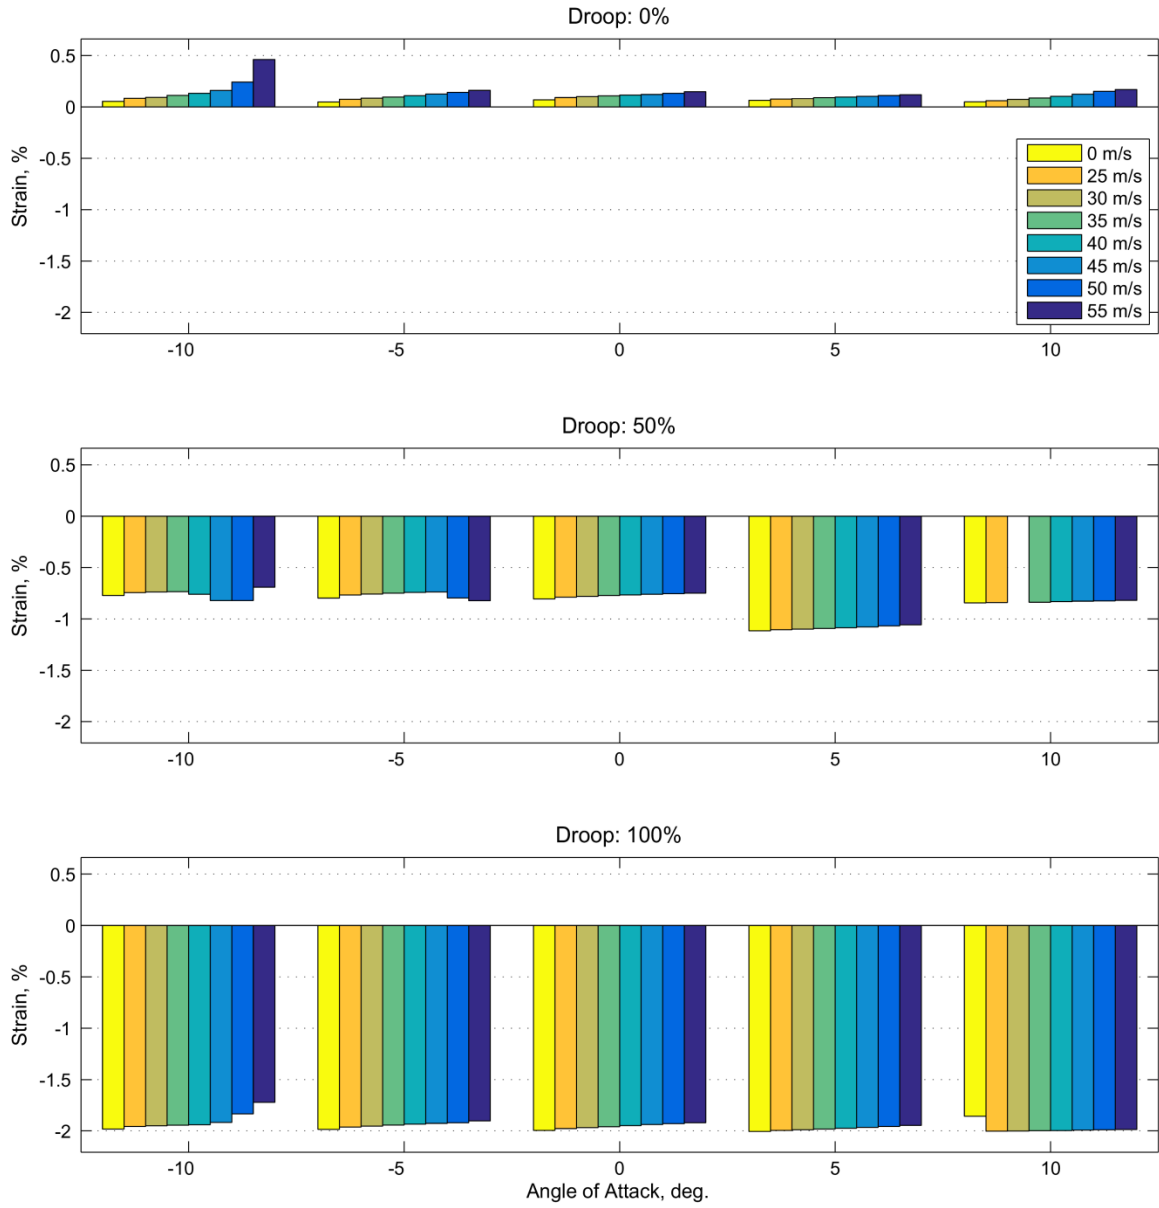 Droop: 0%
0.5
0
-0.5
-1
-1.5
-2
Strain, %
0 m/s
25 m/s
30 m/s
35 m/s
40 m/s
45 m/s
50 m/s
55 m/s
-10 -5 0 5 10
Droop: 50%
0.5
0
-0.5
-1
-1.5
-2
Strain, %
-10 -5 0 5 10
Droop: 100%
0.5
0
-0.5
-1
-1.5
-2
Strain, %
-10 -5 0 5 10
Angle of Attack, deg.